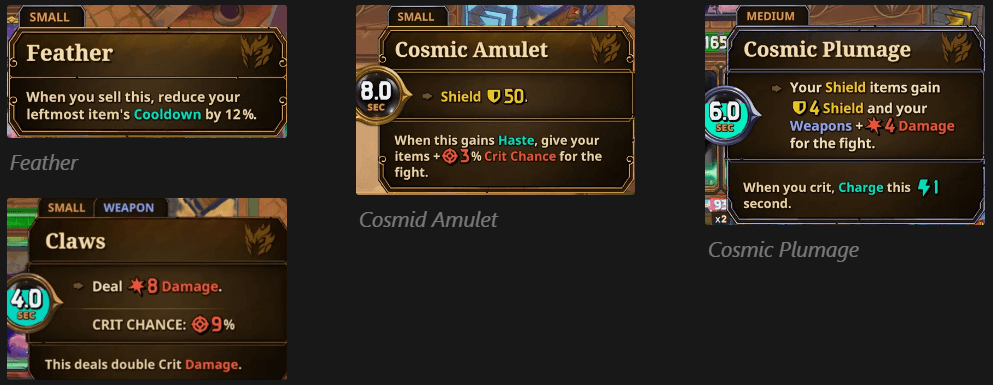 SMALL
Feather
When you sell this, reduce your
leftmost item's Cooldown by 12%.
Feather
SMALL WEAPON
Claws
4.0
SEC
Deal 8 Damage.
CRIT CHANCE: 9%
This deals double Crit Damage.
SMALL
Cosmic Amulet
8.0
SEC
Shield 50.
When this gains Haste, give your
items + 3% Crit Chance for the
fight.
Cosmid Amulet
MEDIUM
165
Cosmic Plumage
6.0
SEC
Your Shield items gain
4 Shield and your
Weapons + 4 Damage
for the fight.
When you crit, Charge this 1
second.
93
x2
Cosmic Plumage